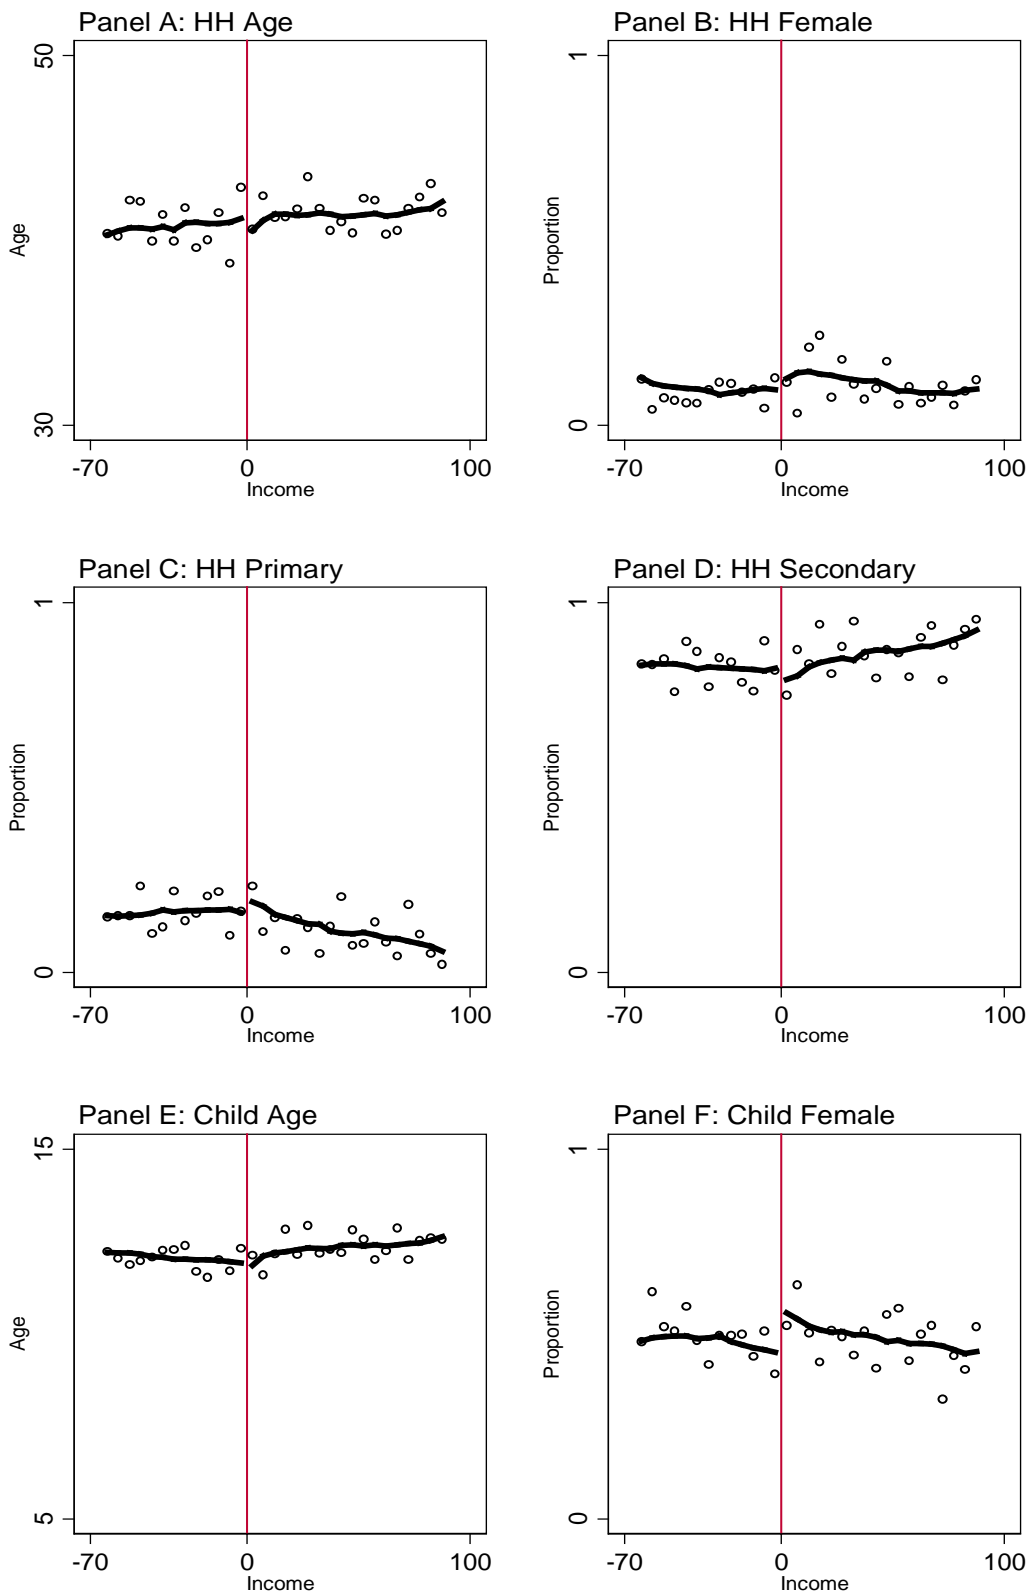 Panel A: HH Age
50
30
Age
-70 0 100
Income
Panel B: HH Female
1
0
Proportion
-70 0 100
Income
Panel C: HH Primary
1
0
Proportion
-70 0 100
Income
Panel D: HH Secondary
1
0
Proportion
-70 0 100
Income
Panel E: Child Age
15
5
Age
-70 0 100
Income
Panel F: Child Female
1
0
Proportion
-70 0 100
Income